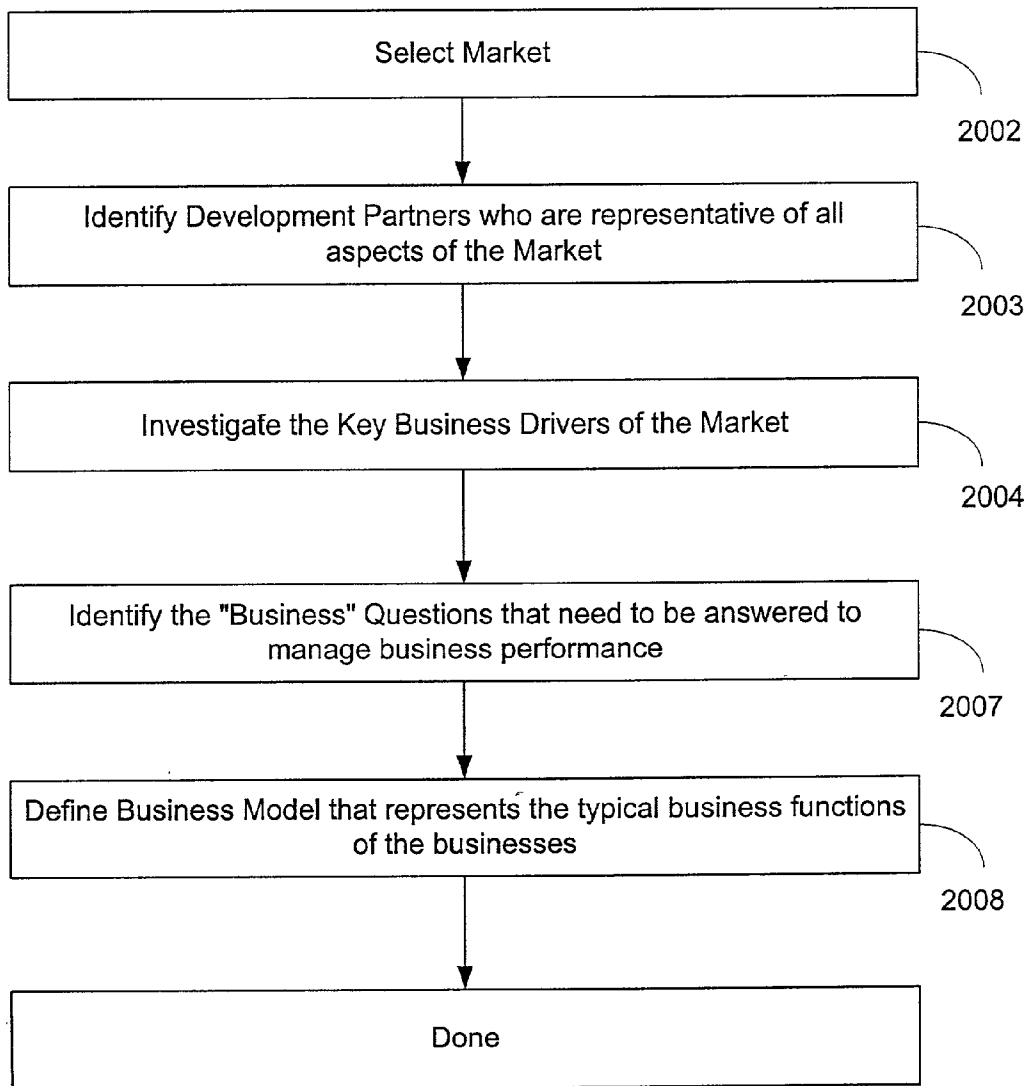 Select Market
2002
Identify Development Partners who are representative of all
aspects of the Market
2003
Investigate the Key Business Drivers of the Market
2004
Identify the "Business" Questions that need to be answered to
manage business performance
2007
Define Business Model that represents the typical business functions
of the businesses
2008
Done